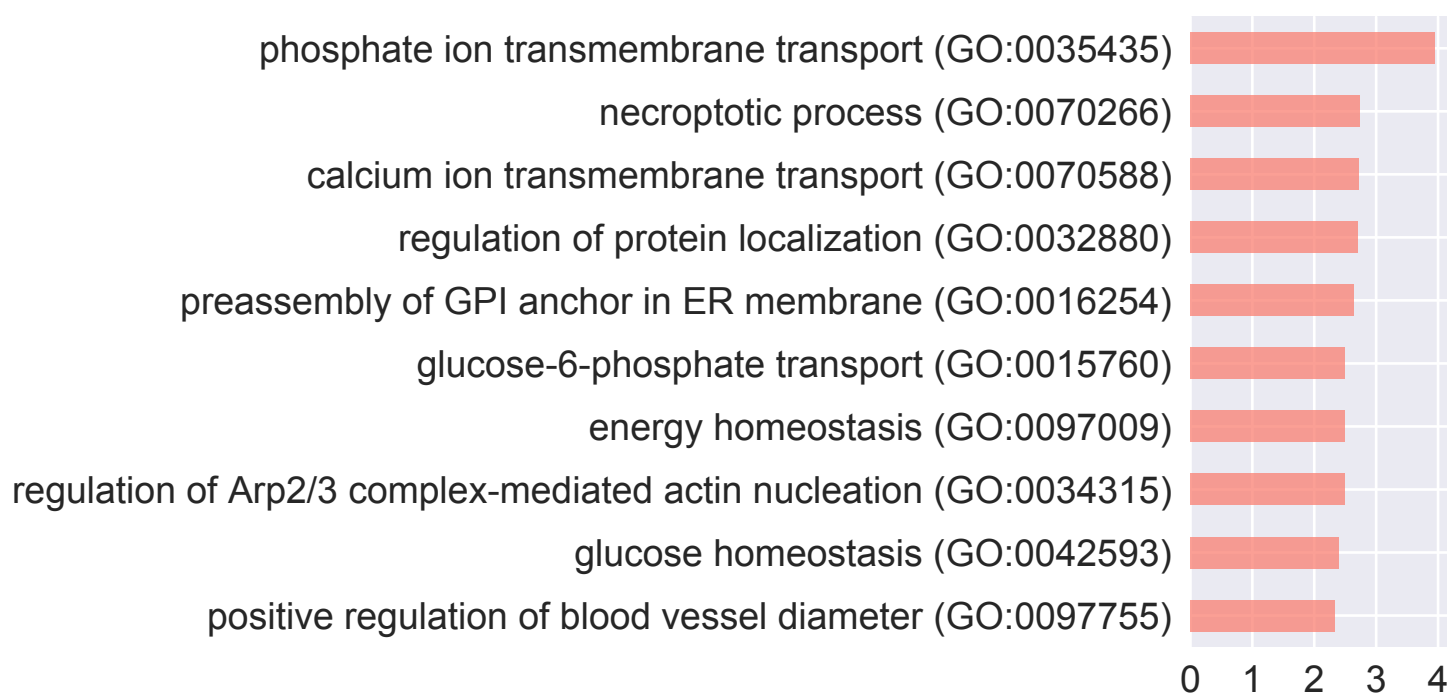 phosphate ion transmembrane transport (GO:0035435)
necroptotic process (GO:0070266)
calcium ion transmembrane transport (GO:0070588)
regulation of protein localization (GO:0032880)
preassembly of GPI anchor in ER membrane (GO:0016254)
glucose-6-phosphate transport (GO:0015760)
energy homeostasis (GO:0097009)
regulation of Arp2/3 complex-mediated actin nucleation (GO:0034315)
glucose homeostasis (GO:0042593)
positive regulation of blood vessel diameter (GO:0097755)
0 1 2 3 4